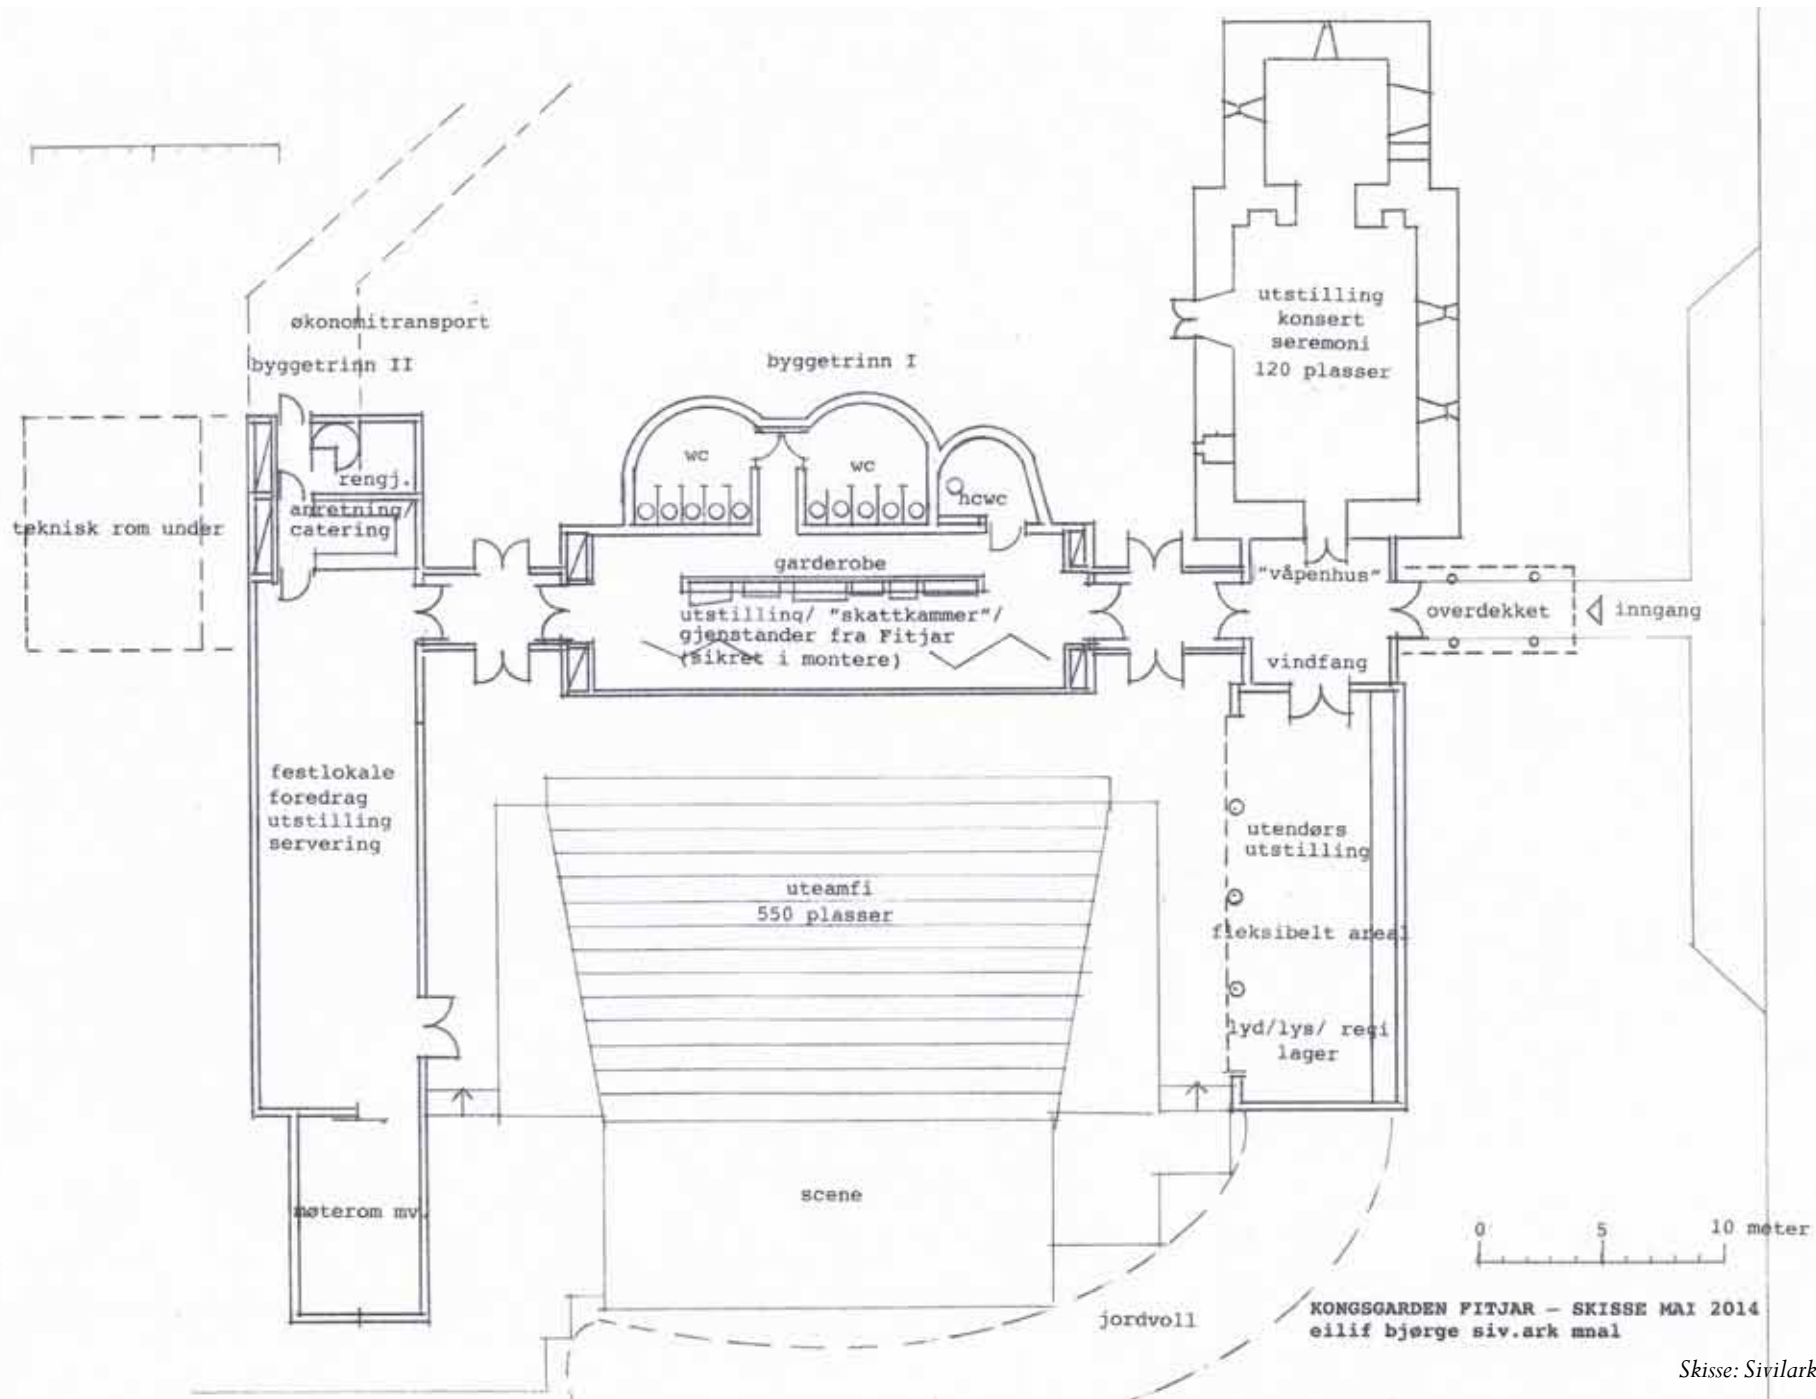 økonomitransport
byggetrinn II
byggetrinn I
utstilling
konsert
seremoni
120 plasser
wc
wc
hcwc
rengj.
anretning/
catering
teknisk rom under
garderobe
"våpenhus"
utstilling/ "skattkammer"/
gjenstander fra Fitjar
(sikret i montere)
overdekket
inngang
vindfang
festlokale
foredrag
utstilling
servering
uteamfi
550 plasser
utendørs
utstilling
fleksibelt areal
lyd/lys/ regi
lager
scene
møterom mv.
jordvoll
0 5 10 meter
KONGSGARDEN FITJAR – SKISSE MAI 2014
eilif bjørge siv.ark mnal
Skisse: Sivilark